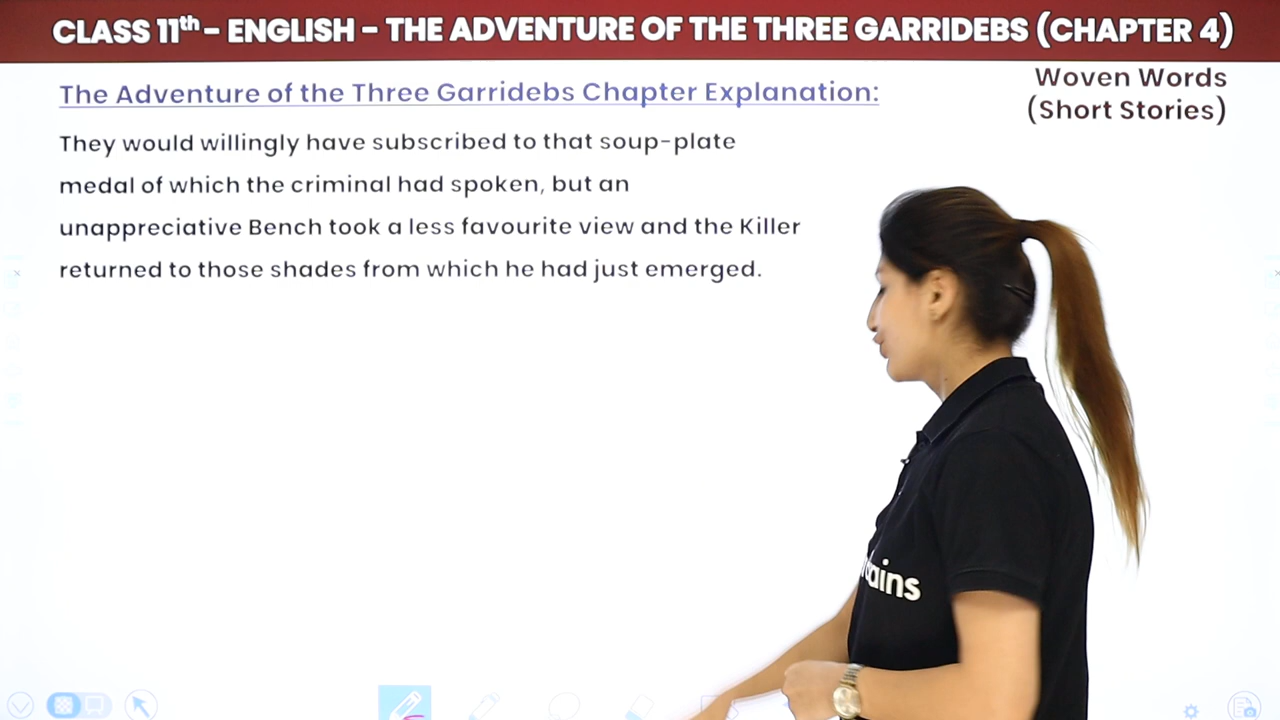 CLASS 11th - ENGLISH - THE ADVENTURE OF THE THREE GARRIDEBS (CHAPTER 4)
Woven Words
(Short Stories)
The Adventure of the Three Garridebs Chapter Explanation:
They would willingly have subscribed to that soup-plate
medal of which the criminal had spoken, but an
unappreciative Bench took a less favourite view and the Killer
returned to those shades from which he had just emerged.